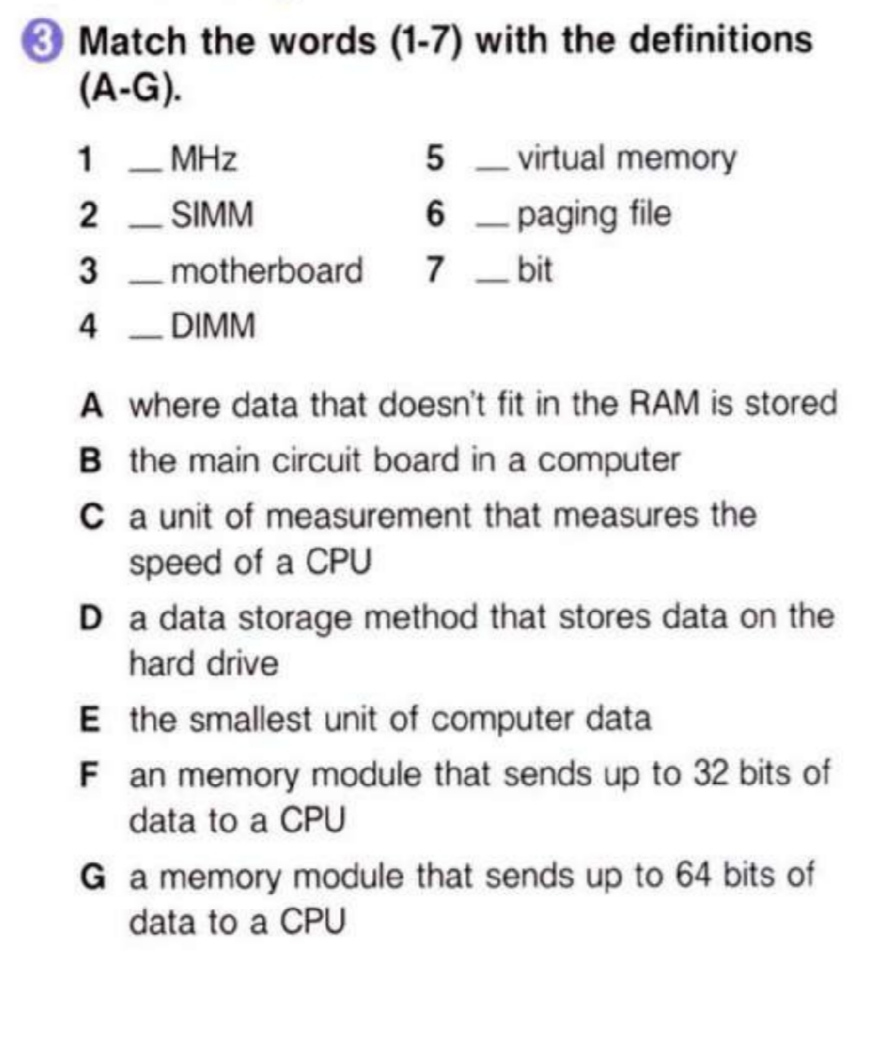 3 Match the words (1-7) with the definitions
(A-G).
1 __ MHz 5 __ virtual memory
2 __ SIMM 6 __ paging file
3 __ motherboard 7 __ bit
4 __ DIMM
A where data that doesn't fit in the RAM is stored
B the main circuit board in a computer
C a unit of measurement that measures the
speed of a CPU
D a data storage method that stores data on the
hard drive
E the smallest unit of computer data
F an memory module that sends up to 32 bits of
data to a CPU
G a memory module that sends up to 64 bits of
data to a CPU